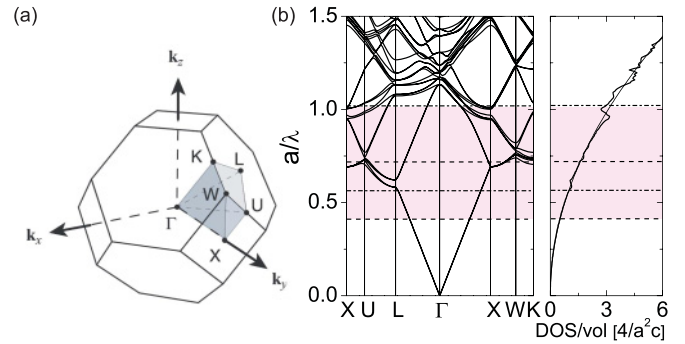 (a)
k_z
K
L
W
U
Γ
X
k_x
k_y
(b)
1.5
1.0
0.5
0.0
a/λ
X U L Γ X W K
0 3 6
DOS/vol [4/a²c]